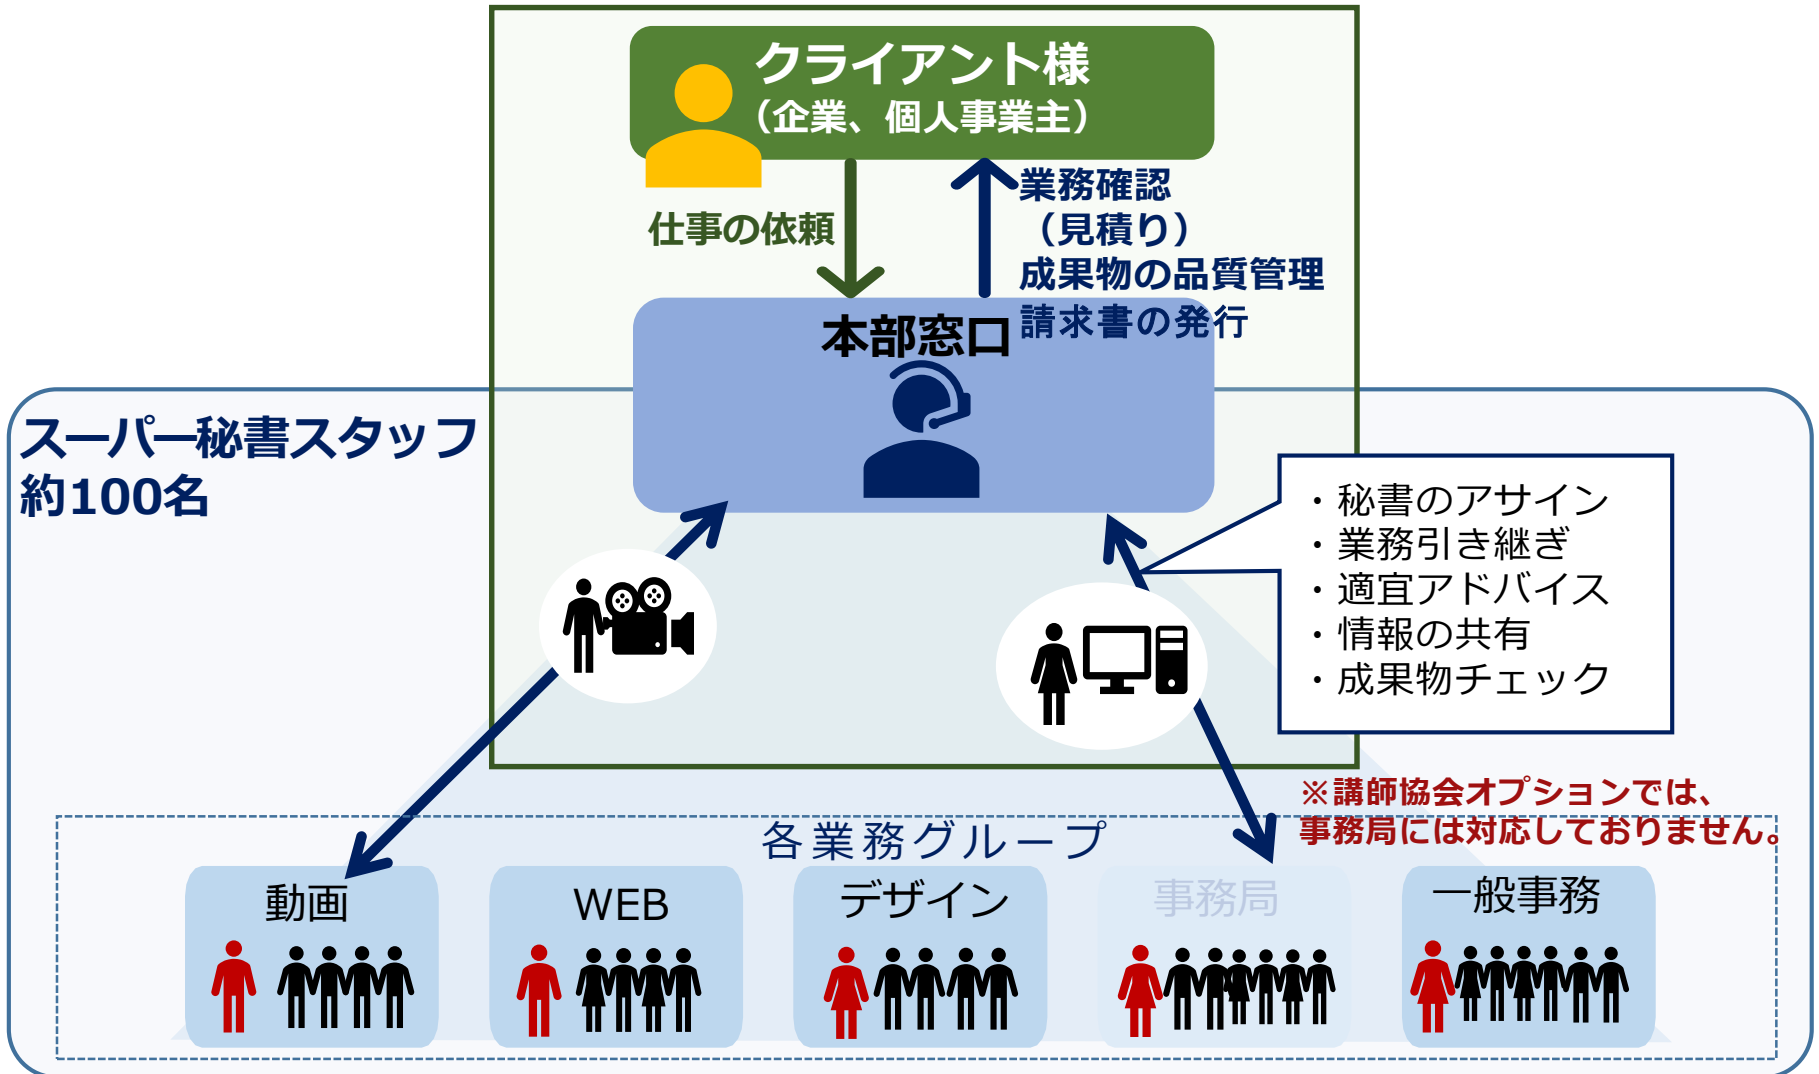 クライアント様
（企業、個人事業主）
仕事の依頼
業務確認
（見積り）
成果物の品質管理
請求書の発行
本部窓口
スーパー秘書スタッフ
約100名
・秘書のアサイン
・業務引き継ぎ
・適宜アドバイス
・情報の共有
・成果物チェック
※講師協会オプションでは、
事務局には対応しておりません。
各業務グループ
動画
WEB
デザイン
事務局
一般事務